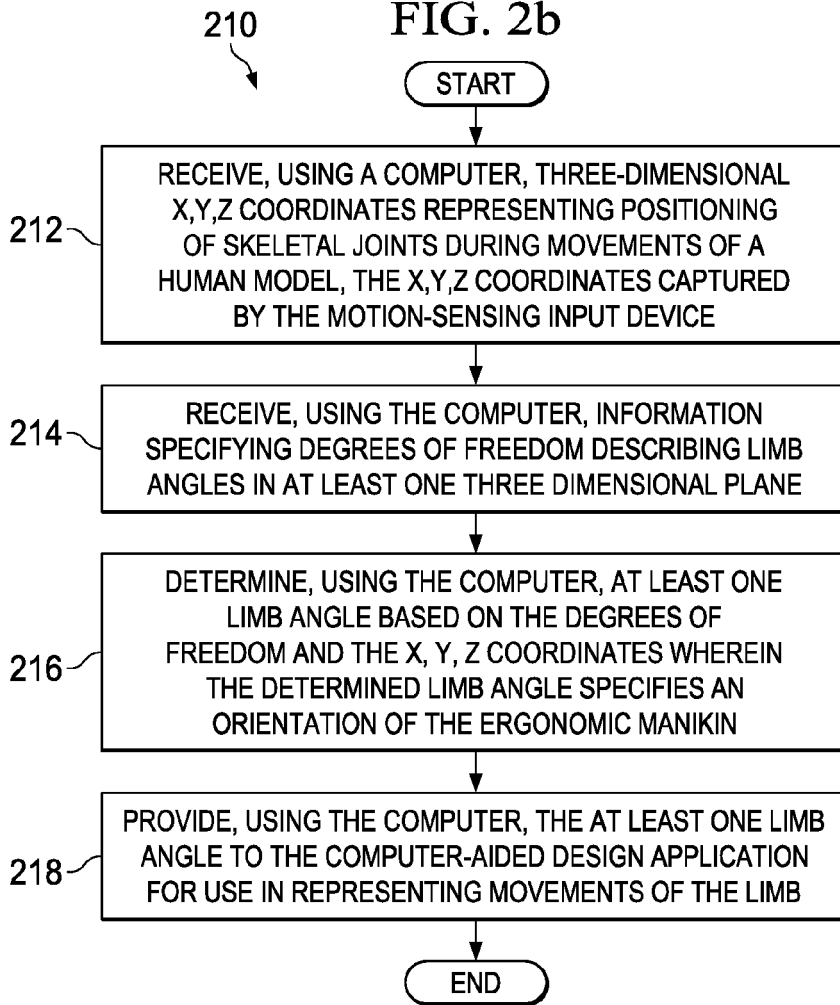 FIG. 2b
210
START
212
RECEIVE, USING A COMPUTER, THREE-DIMENSIONAL
X,Y,Z COORDINATES REPRESENTING POSITIONING
OF SKELETAL JOINTS DURING MOVEMENTS OF A
HUMAN MODEL, THE X,Y,Z COORDINATES CAPTURED
BY THE MOTION-SENSING INPUT DEVICE
214
RECEIVE, USING THE COMPUTER, INFORMATION
SPECIFYING DEGREES OF FREEDOM DESCRIBING LIMB
ANGLES IN AT LEAST ONE THREE DIMENSIONAL PLANE
216
DETERMINE, USING THE COMPUTER, AT LEAST ONE
LIMB ANGLE BASED ON THE DEGREES OF
FREEDOM AND THE X, Y, Z COORDINATES WHEREIN
THE DETERMINED LIMB ANGLE SPECIFIES AN
ORIENTATION OF THE ERGONOMIC MANIKIN
218
PROVIDE, USING THE COMPUTER, THE AT LEAST ONE LIMB
ANGLE TO THE COMPUTER-AIDED DESIGN APPLICATION
FOR USE IN REPRESENTING MOVEMENTS OF THE LIMB
END